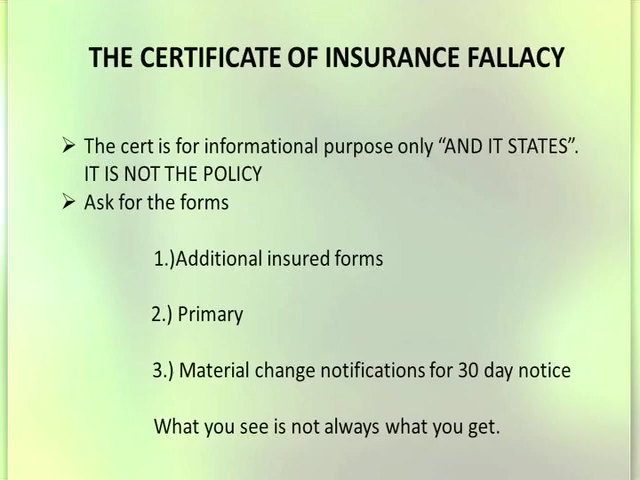 THE CERTIFICATE OF INSURANCE FALLACY
➢ The cert is for informational purpose only “AND IT STATES”.
IT IS NOT THE POLICY
➢ Ask for the forms
1.)Additional insured forms
2.) Primary
3.) Material change notifications for 30 day notice
What you see is not always what you get.